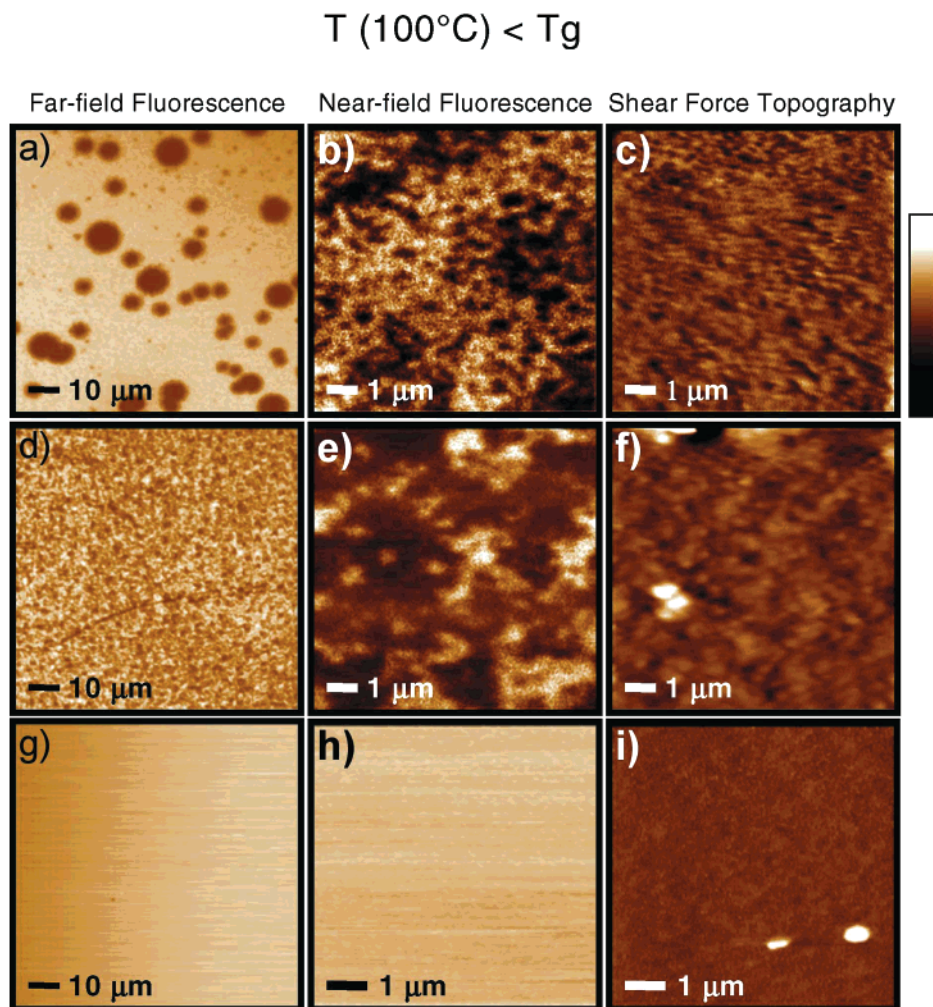 T (100°C) < Tg
Far-field Fluorescence Near-field Fluorescence Shear Force Topography
a) b) c)
10 μm 1 μm 1 μm
d) e) f)
10 μm 1 μm 1 μm
g) h) i)
10 μm 1 μm 1 μm